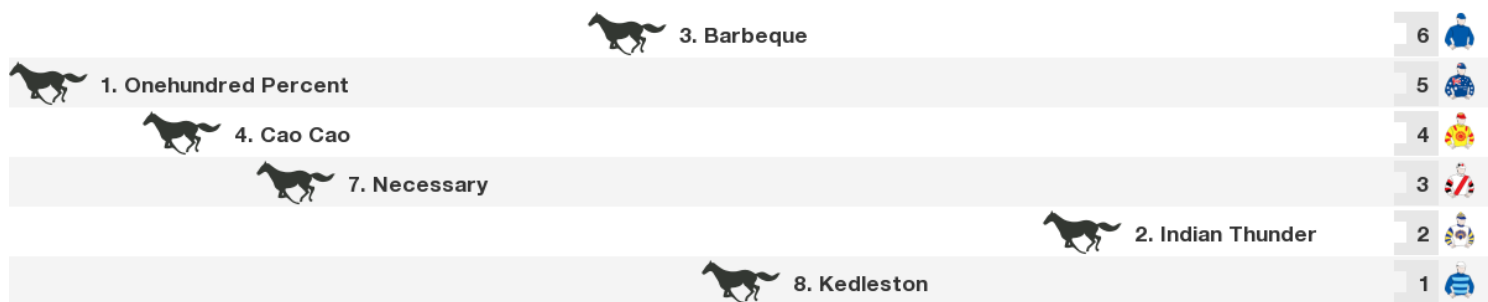 3. Barbeque 6
1. Onehundred Percent 5
4. Cao Cao 4
7. Necessary 3
2. Indian Thunder 2
8. Kedleston 1